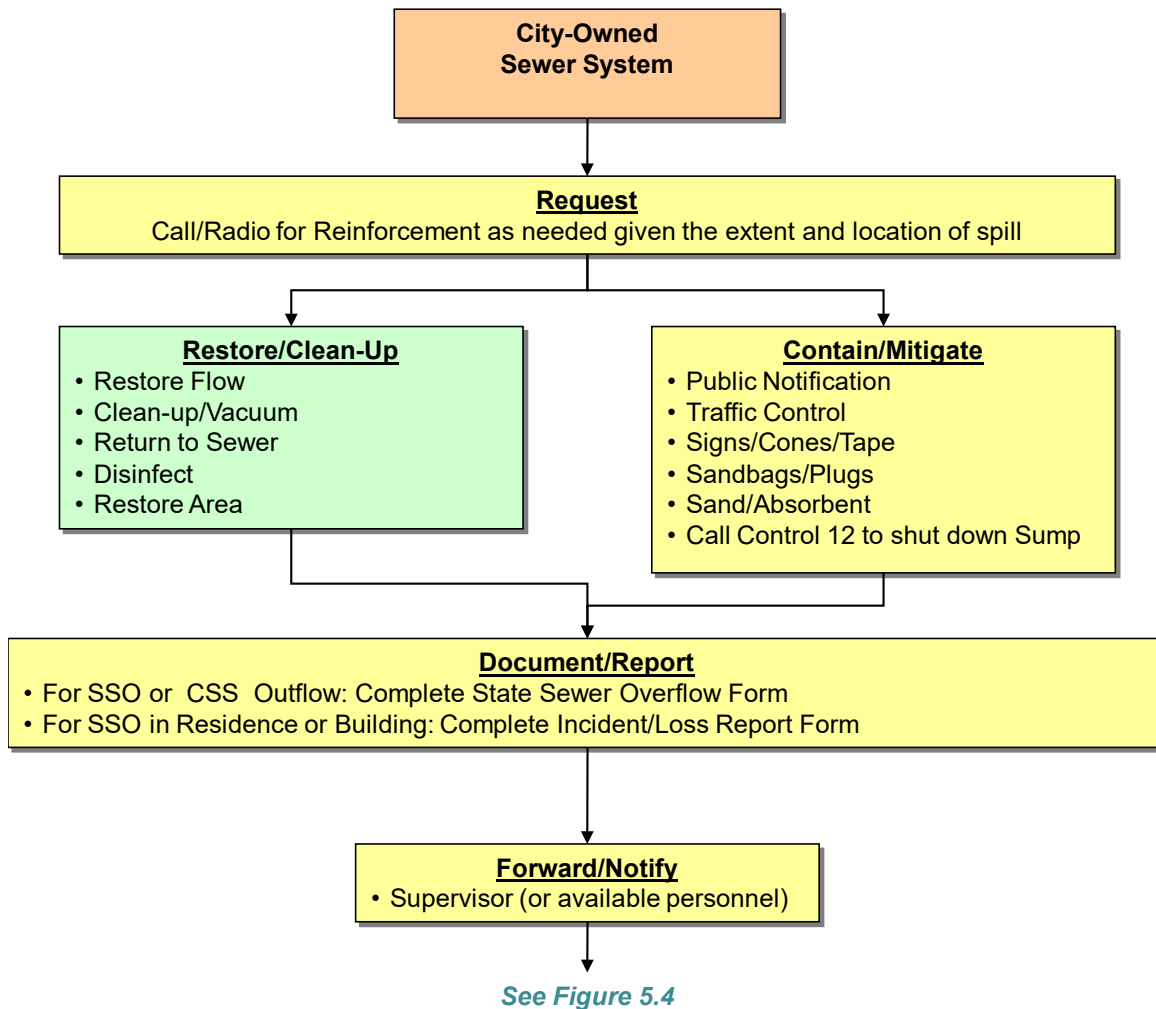 City-Owned
Sewer System
Request
Call/Radio for Reinforcement as needed given the extent and location of spill
Restore/Clean-Up
• Restore Flow
• Clean-up/Vacuum
• Return to Sewer
• Disinfect
• Restore Area
Contain/Mitigate
• Public Notification
• Traffic Control
• Signs/Cones/Tape
• Sandbags/Plugs
• Sand/Absorbent
• Call Control 12 to shut down Sump
Document/Report
• For SSO or CSS Outflow: Complete State Sewer Overflow Form
• For SSO in Residence or Building: Complete Incident/Loss Report Form
Forward/Notify
• Supervisor (or available personnel)
See Figure 5.4